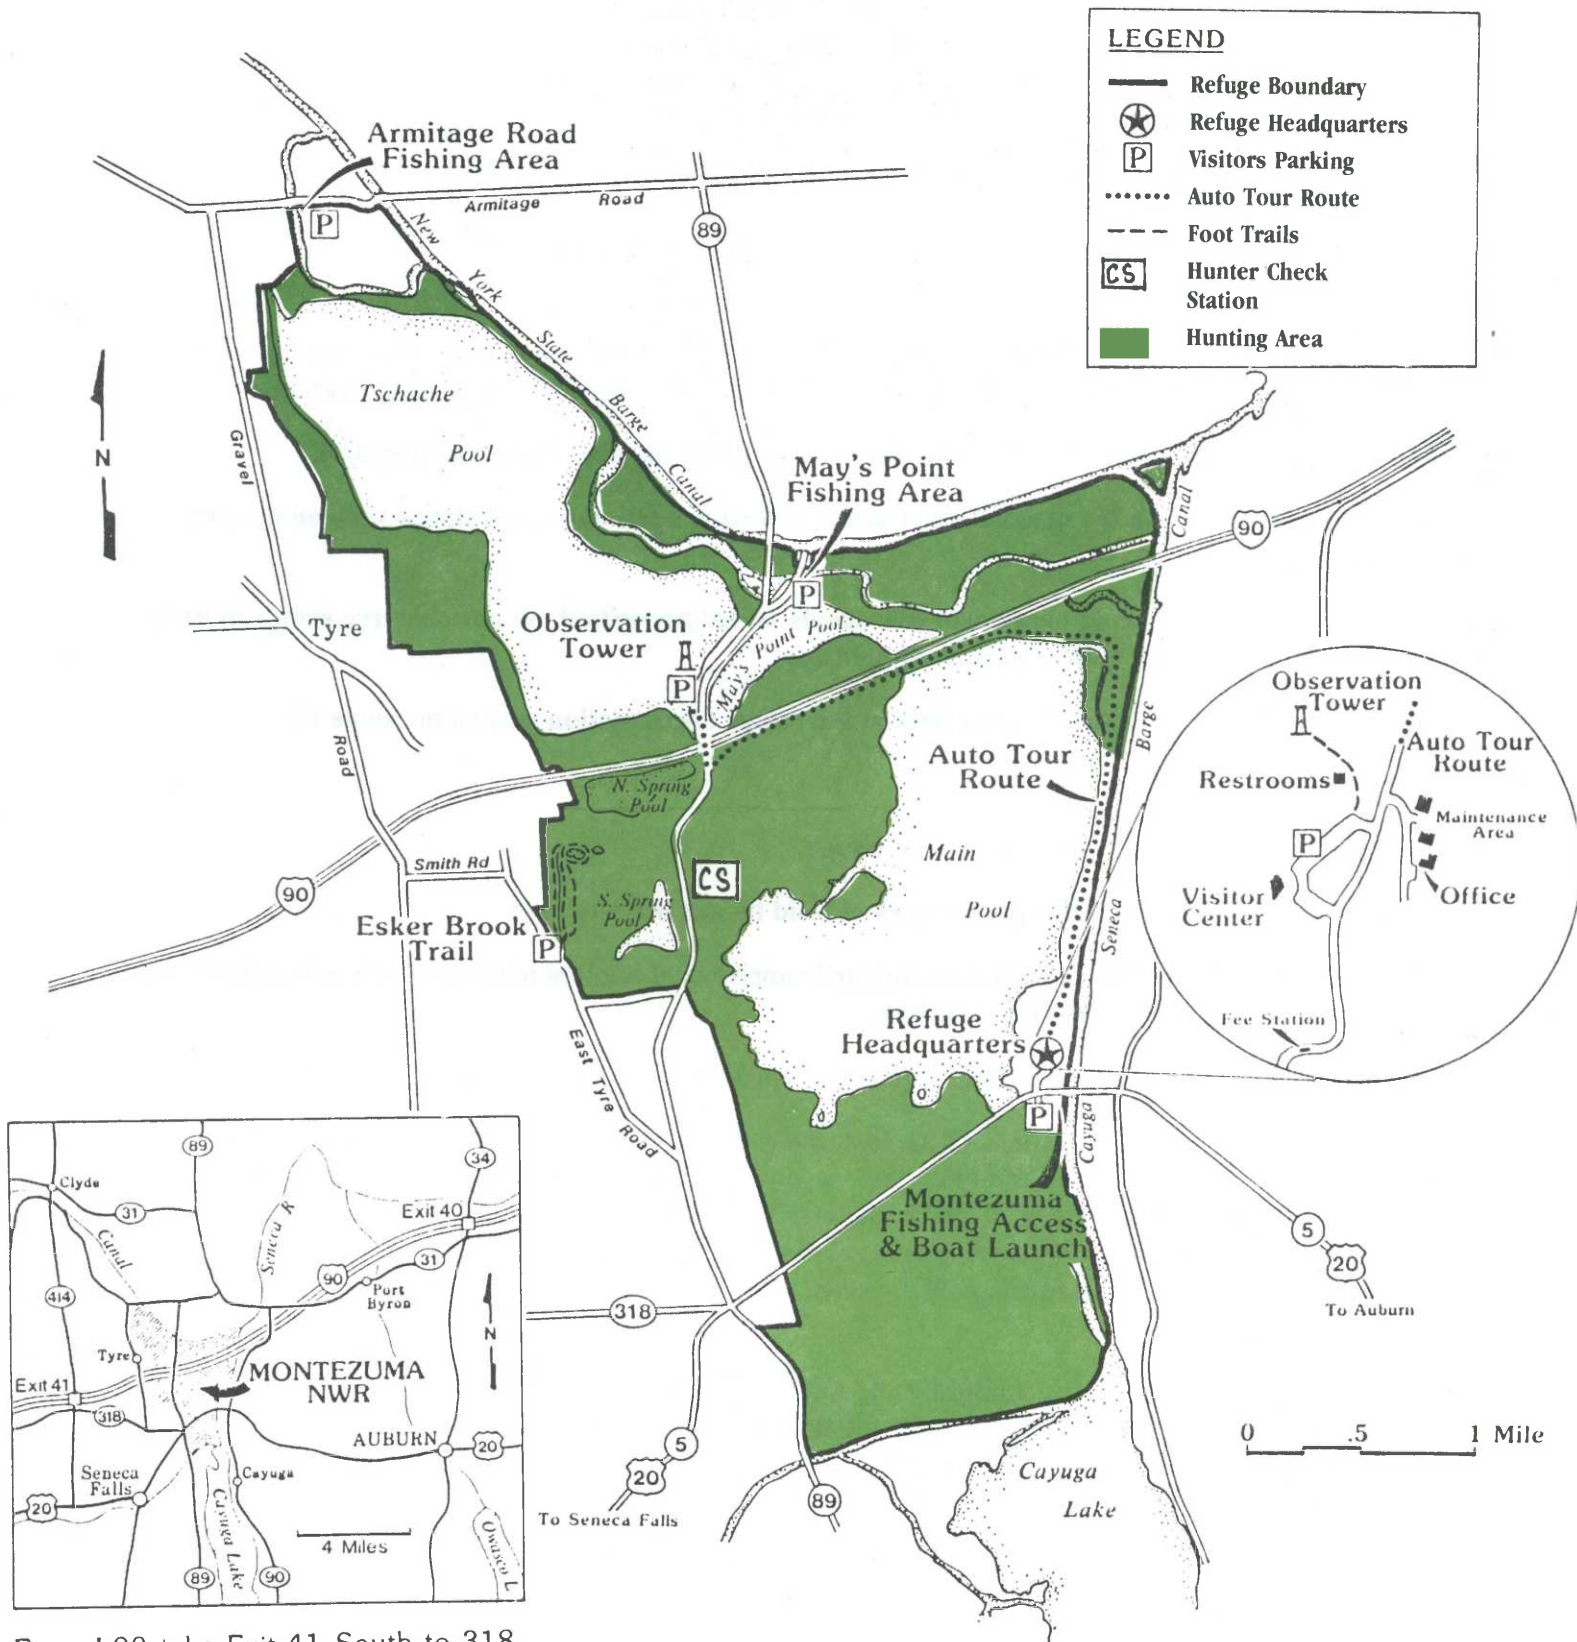 LEGEND
Refuge Boundary
Refuge Headquarters
P Visitors Parking
Auto Tour Route
Foot Trails
CS Hunter Check
Station
Hunting Area
Armitage Road
Fishing Area
P
Armitage Road
89
New York State Barge Canal
Tschache
Pool
Gravel
Road
N
May's Point
Fishing Area
P
Canal
90
Tyre
Observation
Tower
P
May's Point Pool
Barge
Auto Tour
Route
N. Spring
Pool
Main
Pool
CS
Smith Rd
90
S. Spring
Pool
Esker Brook
Trail
P
Seneca
Refuge
Headquarters
East Tyre
Road
P
Cayuga
Montezuma
Fishing Access
& Boat Launch
5
20
To Auburn
318
5
20
To Seneca Falls
89
Cayuga
Lake
0 .5 1 Mile
Observation
Tower
Auto Tour
Route
Restrooms
Maintenance
Area
P
Visitor
Center
Office
Fee Station
89
34
Clyde
31
Exit 40
Canal
Seneca R
31
90
414
Port
Byron
N
Tyre
Exit 41
MONTEZUMA
NWR
318
AUBURN
20
Seneca
Falls
Cayuga
20
Cayuga Lake
4 Miles
Owasco L
89
90
Exit 41 South to 318